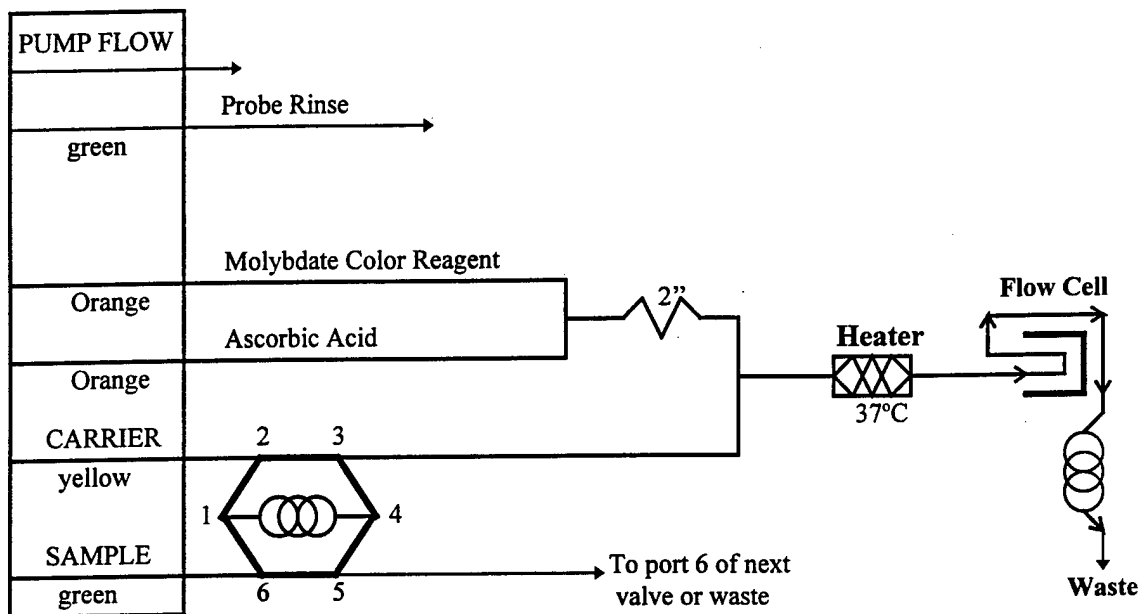 PUMP FLOW
Probe Rinse
green
Molybdate Color Reagent
Orange
2”
Ascorbic Acid
Orange
Flow Cell
Heater
37ºC
CARRIER
yellow
2
3
1
4
SAMPLE
green
6
5
To port 6 of next
valve or waste
Waste